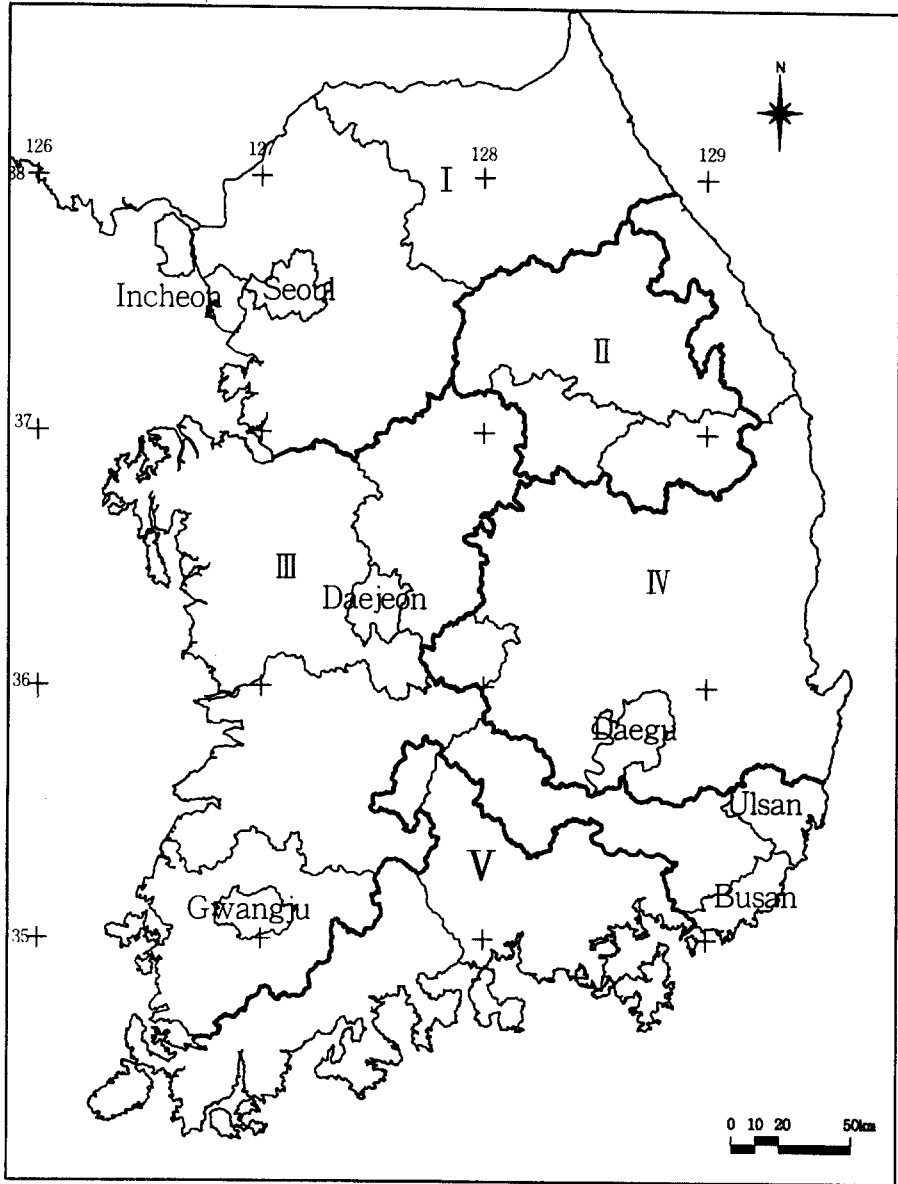 N
126
127
128
129
38
I
Incheon
Seoul
II
37
III
Daejeon
IV
36
Daegu
Ulsan
V
Gwangju
Busan
35
0 10 20 50km